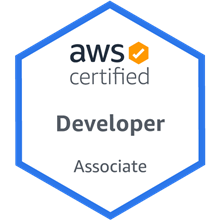 aws
certified
Developer
Associate